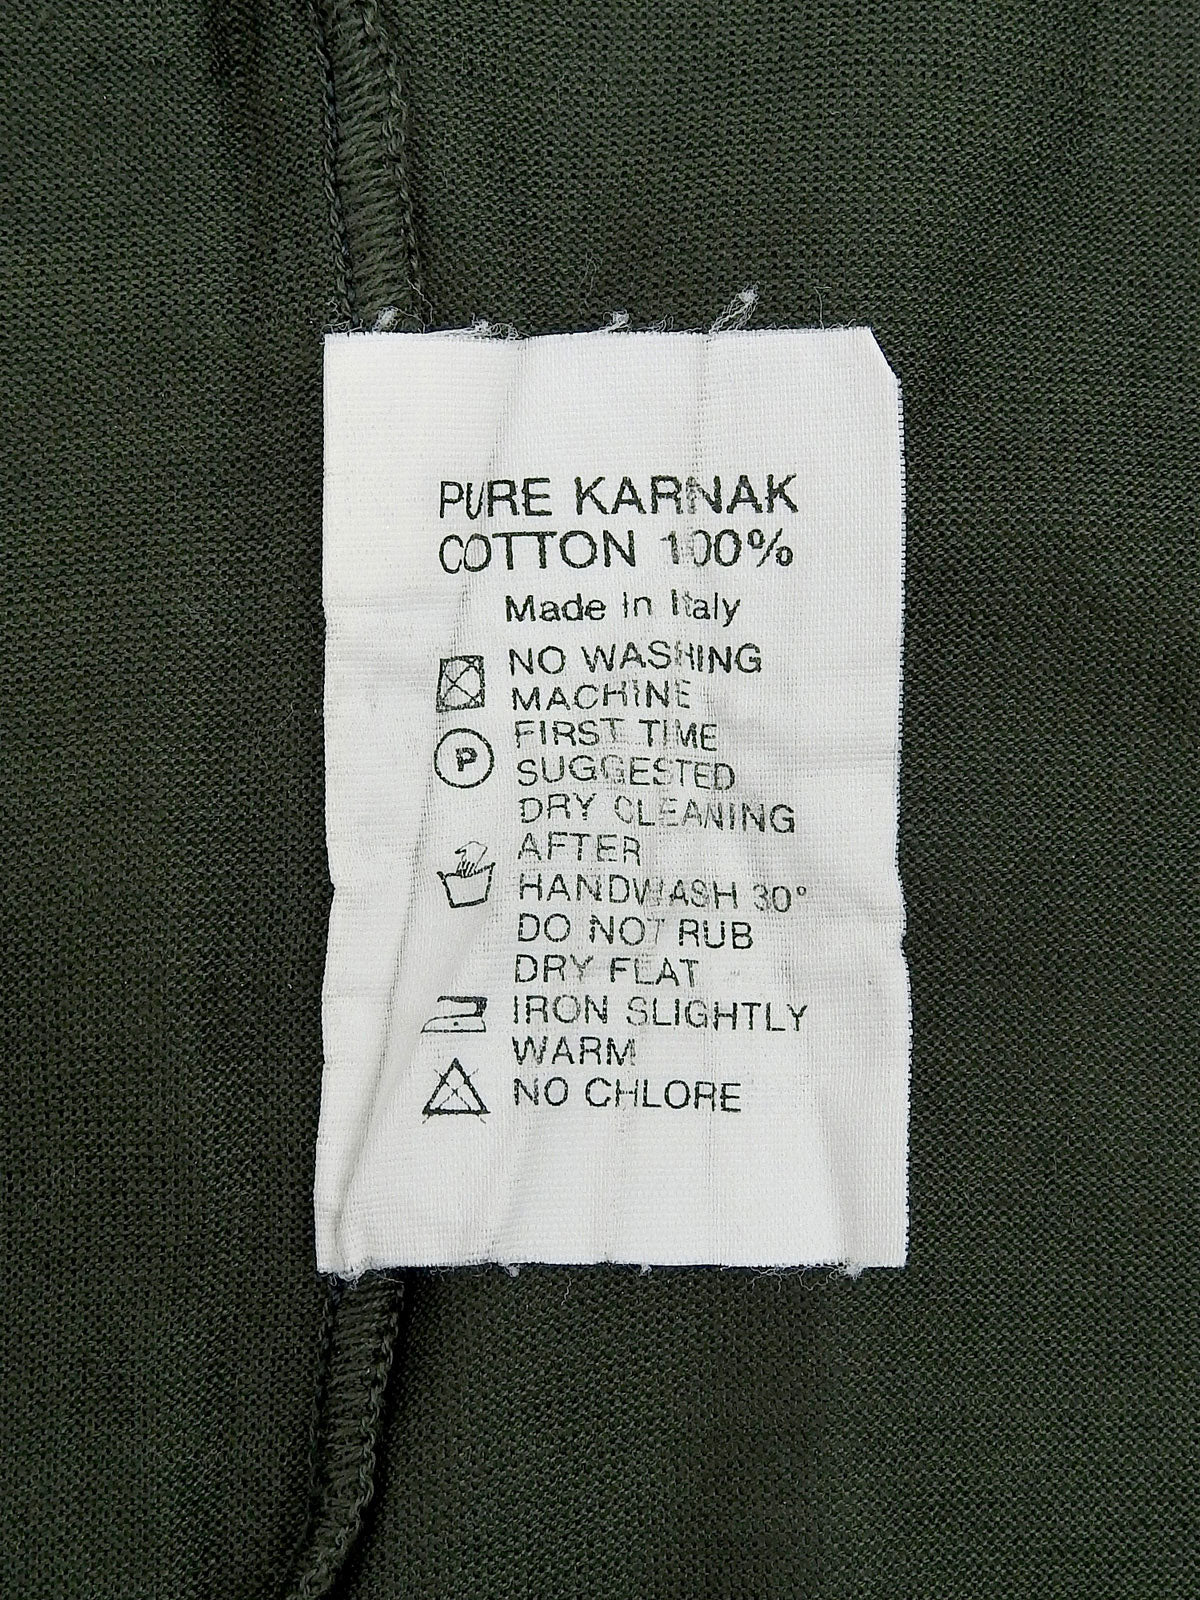 PURE KARNAK
COTTON 100%
Made In Italy
NO WASHING
MACHINE
P
FIRST TIME
SUGGESTED
DRY CLEANING
AFTER
HANDWASH 30°
DO NOT RUB
DRY FLAT
IRON SLIGHTLY
WARM
NO CHLORE